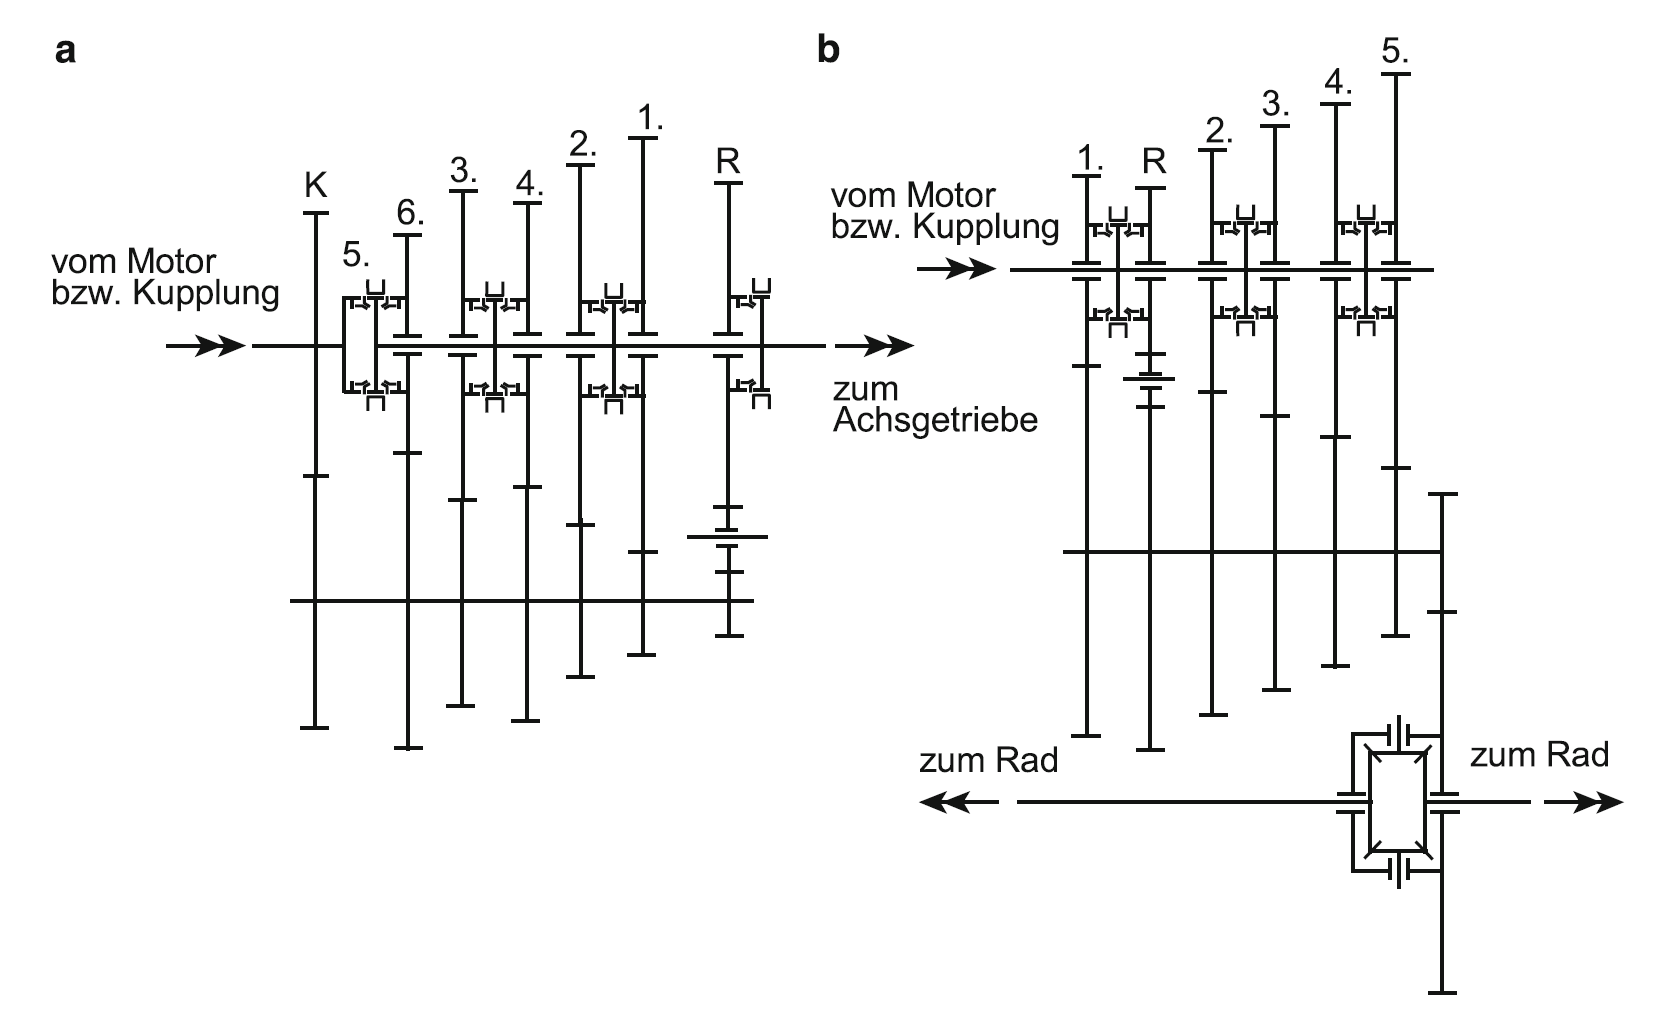 a
K
5.
6.
3.
4.
2.
1.
R
vom Motor
bzw. Kupplung
zum
Achsgetriebe
b
1.
R
2.
3.
4.
5.
vom Motor
bzw. Kupplung
zum Rad
zum Rad